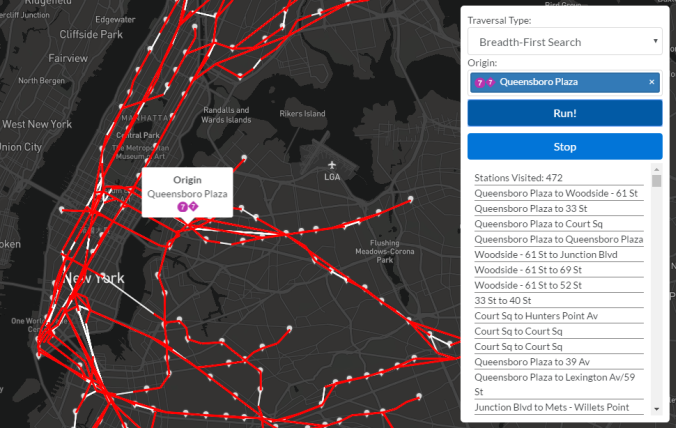 Edgewater
Cliffside Park
Fairview
North Bergen
West New York
Union City
MANHATTA
Central Park
The Metropolitan
Museum of Art
Randalls and
Wards Islands
Rikers Island
LGA
Origin
Queensboro Plaza
7 7
Flushing
Meadows-Corona
Park
New York
One World
Traversal Type:
Breadth-First Search
Origin:
7 7 Queensboro Plaza ×
Run!
Stop
Stations Visited: 472
Queensboro Plaza to Woodside - 61 St
Queensboro Plaza to 33 St
Queensboro Plaza to Court Sq
Queensboro Plaza to Queensboro Plaza
Woodside - 61 St to Junction Blvd
Woodside - 61 St to 69 St
Woodside - 61 St to 52 St
33 St to 40 St
Court Sq to Hunters Point Av
Court Sq to Court Sq
Court Sq to Court Sq
Queensboro Plaza to 39 Av
Queensboro Plaza to Lexington Av/59
St
Junction Blvd to Mets - Willets Point